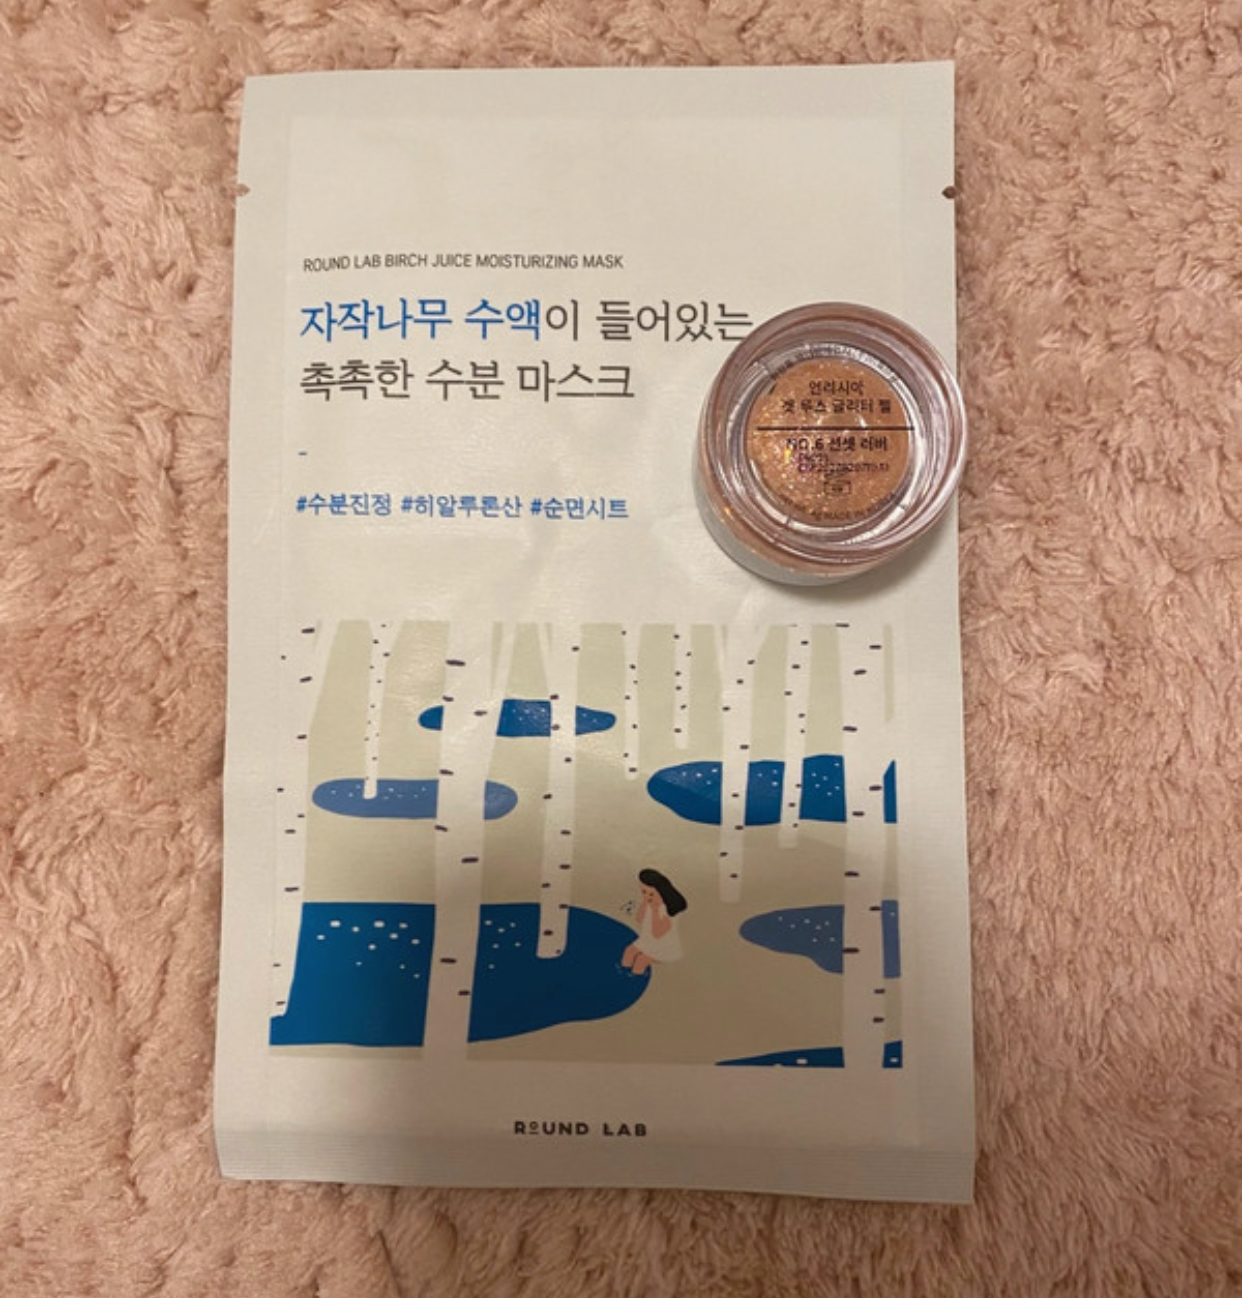 ROUND LAB BIRCH JUICE MOISTURIZING MASK
자작나무 수액이 들어있는
촉촉한 수분 마스크
#수분진정 #히알루론산 #순면시트
언리시아
겟 루스 글리터 젤
NO.6 선셋 러버
ROUND LAB